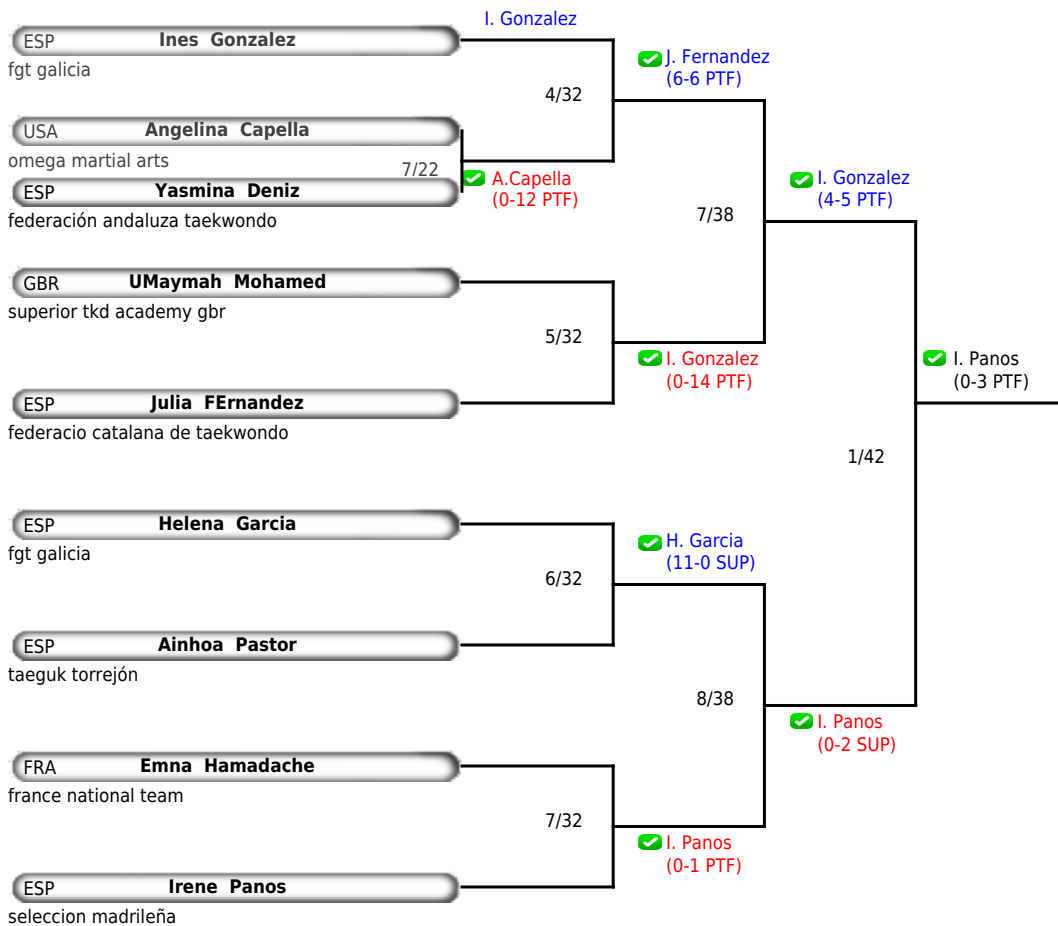 I. Gonzalez
ESP Ines Gonzalez
fgt galicia
J. Fernandez
(6-6 PTF)
4/32
USA Angelina Capella
omega martial arts
7/22
A.Capella
(0-12 PTF)
ESP Yasmina Deniz
federación andaluza taekwondo
I. Gonzalez
(4-5 PTF)
7/38
GBR UMaymah Mohamed
superior tkd academy gbr
5/32
I. Gonzalez
(0-14 PTF)
I. Panos
(0-3 PTF)
ESP Julia FErnandez
federacio catalana de taekwondo
1/42
ESP Helena Garcia
fgt galicia
H. Garcia
(11-0 SUP)
6/32
ESP Ainhoa Pastor
taeguk torrejón
8/38
I. Panos
(0-2 SUP)
FRA Emna Hamadache
france national team
7/32
I. Panos
(0-1 PTF)
ESP Irene Panos
seleccion madrileña